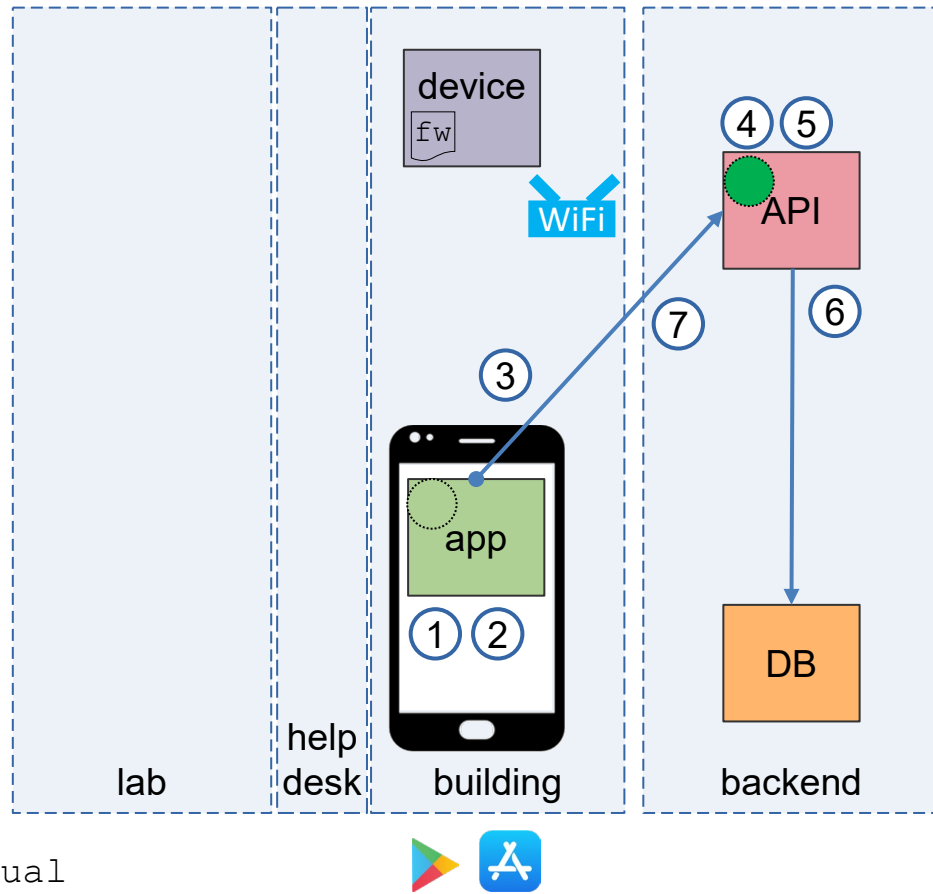 device
fw
WiFi
4 5
API
6
7
3
app
1 2
DB
help
desk
lab
building
backend
ual